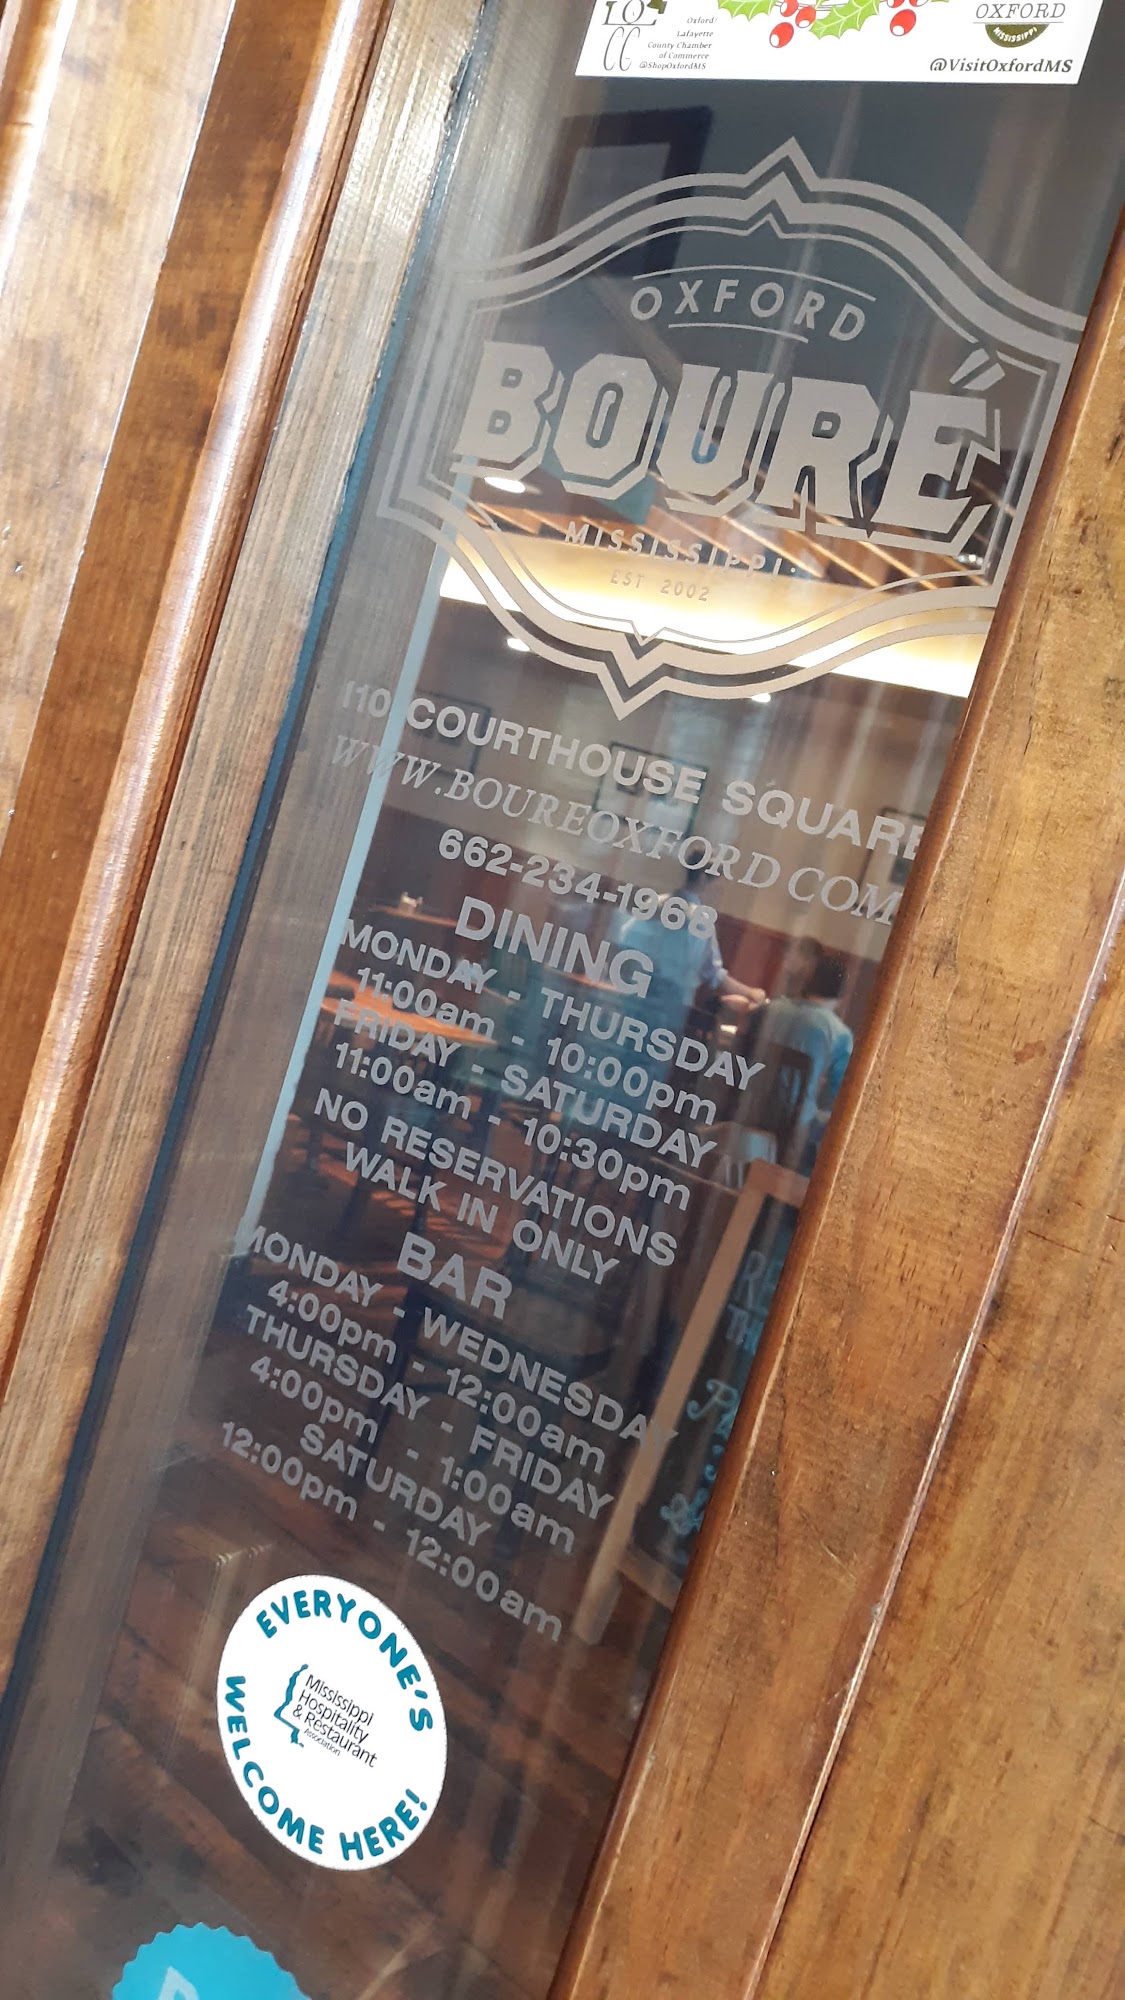 Oxford
Lafayette
County Chamber
of Commerce
@ShopOxfordMS
OXFORD
MISSISSIPPI
@VisitOxfordMS
OXFORD
BOURÉ
MISSISSIPPI
EST 2002
110 COURTHOUSE SQUARE
WWW.BOUREOXFORD.COM
662-234-1968
DINING
MONDAY - THURSDAY
11:00am - 10:00pm
FRIDAY - SATURDAY
11:00am - 10:30pm
NO RESERVATIONS
WALK IN ONLY
BAR
MONDAY - WEDNESDAY
4:00pm - 12:00am
THURSDAY - FRIDAY
4:00pm - 1:00am
SATURDAY
12:00pm - 12:00am
EVERYONE'S
Mississippi
Hospitality
& Restaurant
Association
WELCOME HERE!